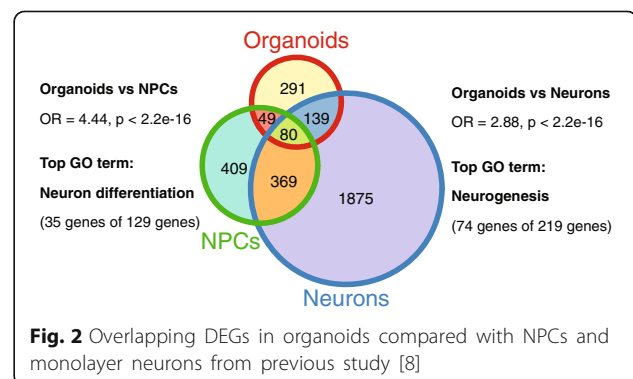 Organoids
Organoids vs NPCs
OR = 4.44, p < 2.2e-16
Top GO term:
Neuron differentiation
(35 genes of 129 genes)
291
49
139
80
409
369
1875
NPCs
Neurons
Organoids vs Neurons
OR = 2.88, p < 2.2e-16
Top GO term:
Neurogenesis
(74 genes of 219 genes)
Fig. 2 Overlapping DEGs in organoids compared with NPCs and
monolayer neurons from previous study [8]